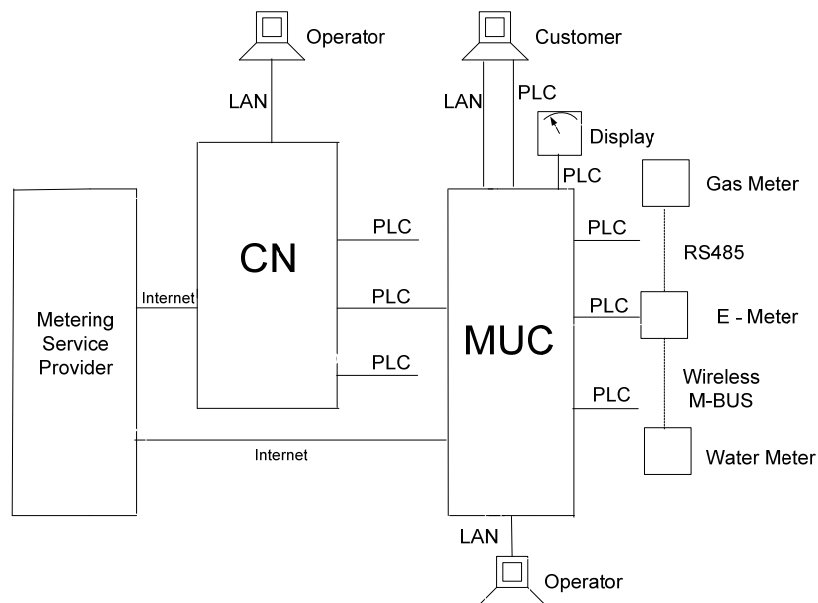 Operator
Customer
LAN
LAN
PLC
Display
PLC
Gas Meter
PLC
PLC
CN
RS485
Internet
PLC
PLC
E - Meter
Metering
Service
Provider
MUC
PLC
Wireless
M-BUS
PLC
Internet
Water Meter
LAN
Operator